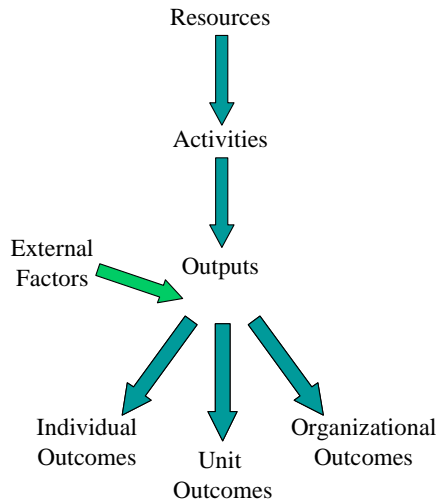 Resources
Activities
External
Factors
Outputs
Individual
Outcomes
Unit
Outcomes
Organizational
Outcomes